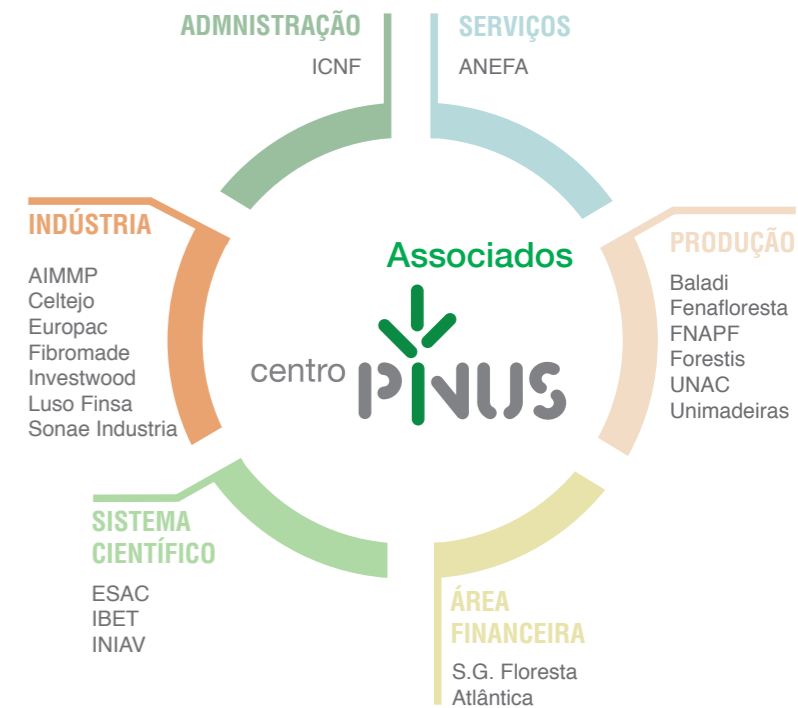 ADMNISTRAÇÃO
ICNF
SERVIÇOS
ANEFA
INDÚSTRIA
AIMMP
Celtejo
Europac
Fibromade
Investwood
Luso Finsa
Sonae Industria
Associados
centro PINUS
PRODUÇÃO
Baladi
Fenafloresta
FNAPF
Forestis
UNAC
Unimadeiras
SISTEMA
CIENTÍFICO
ESAC
IBET
INIAV
ÁREA
FINANCEIRA
S.G. Floresta
Atlântica